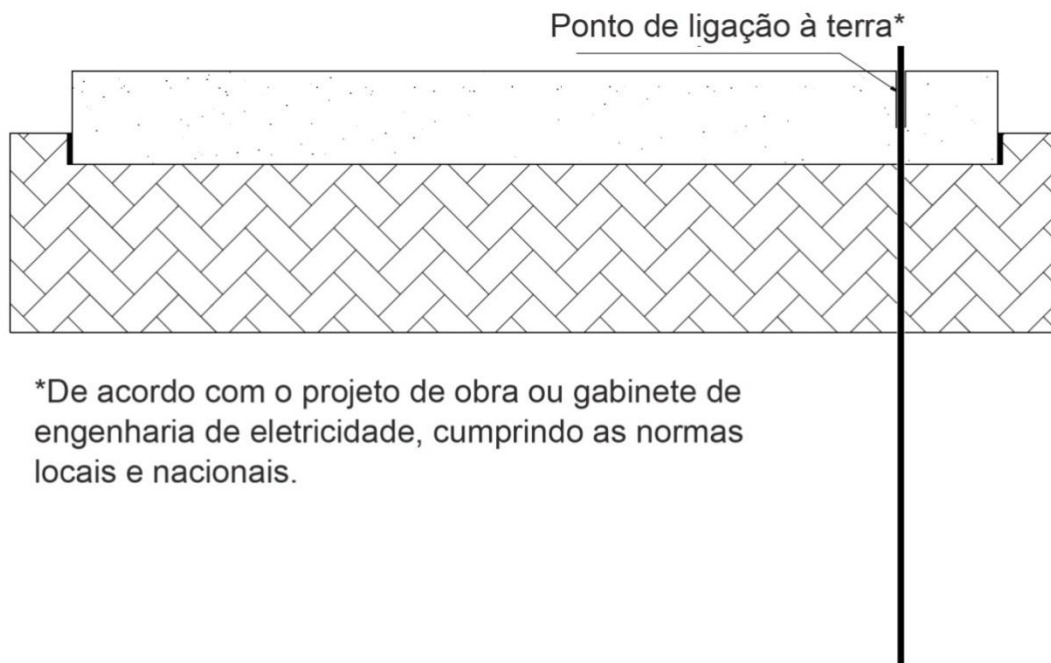 Ponto de ligação à terra*
*De acordo com o projeto de obra ou gabinete de
engenharia de eletricidade, cumprindo as normas
locais e nacionais.